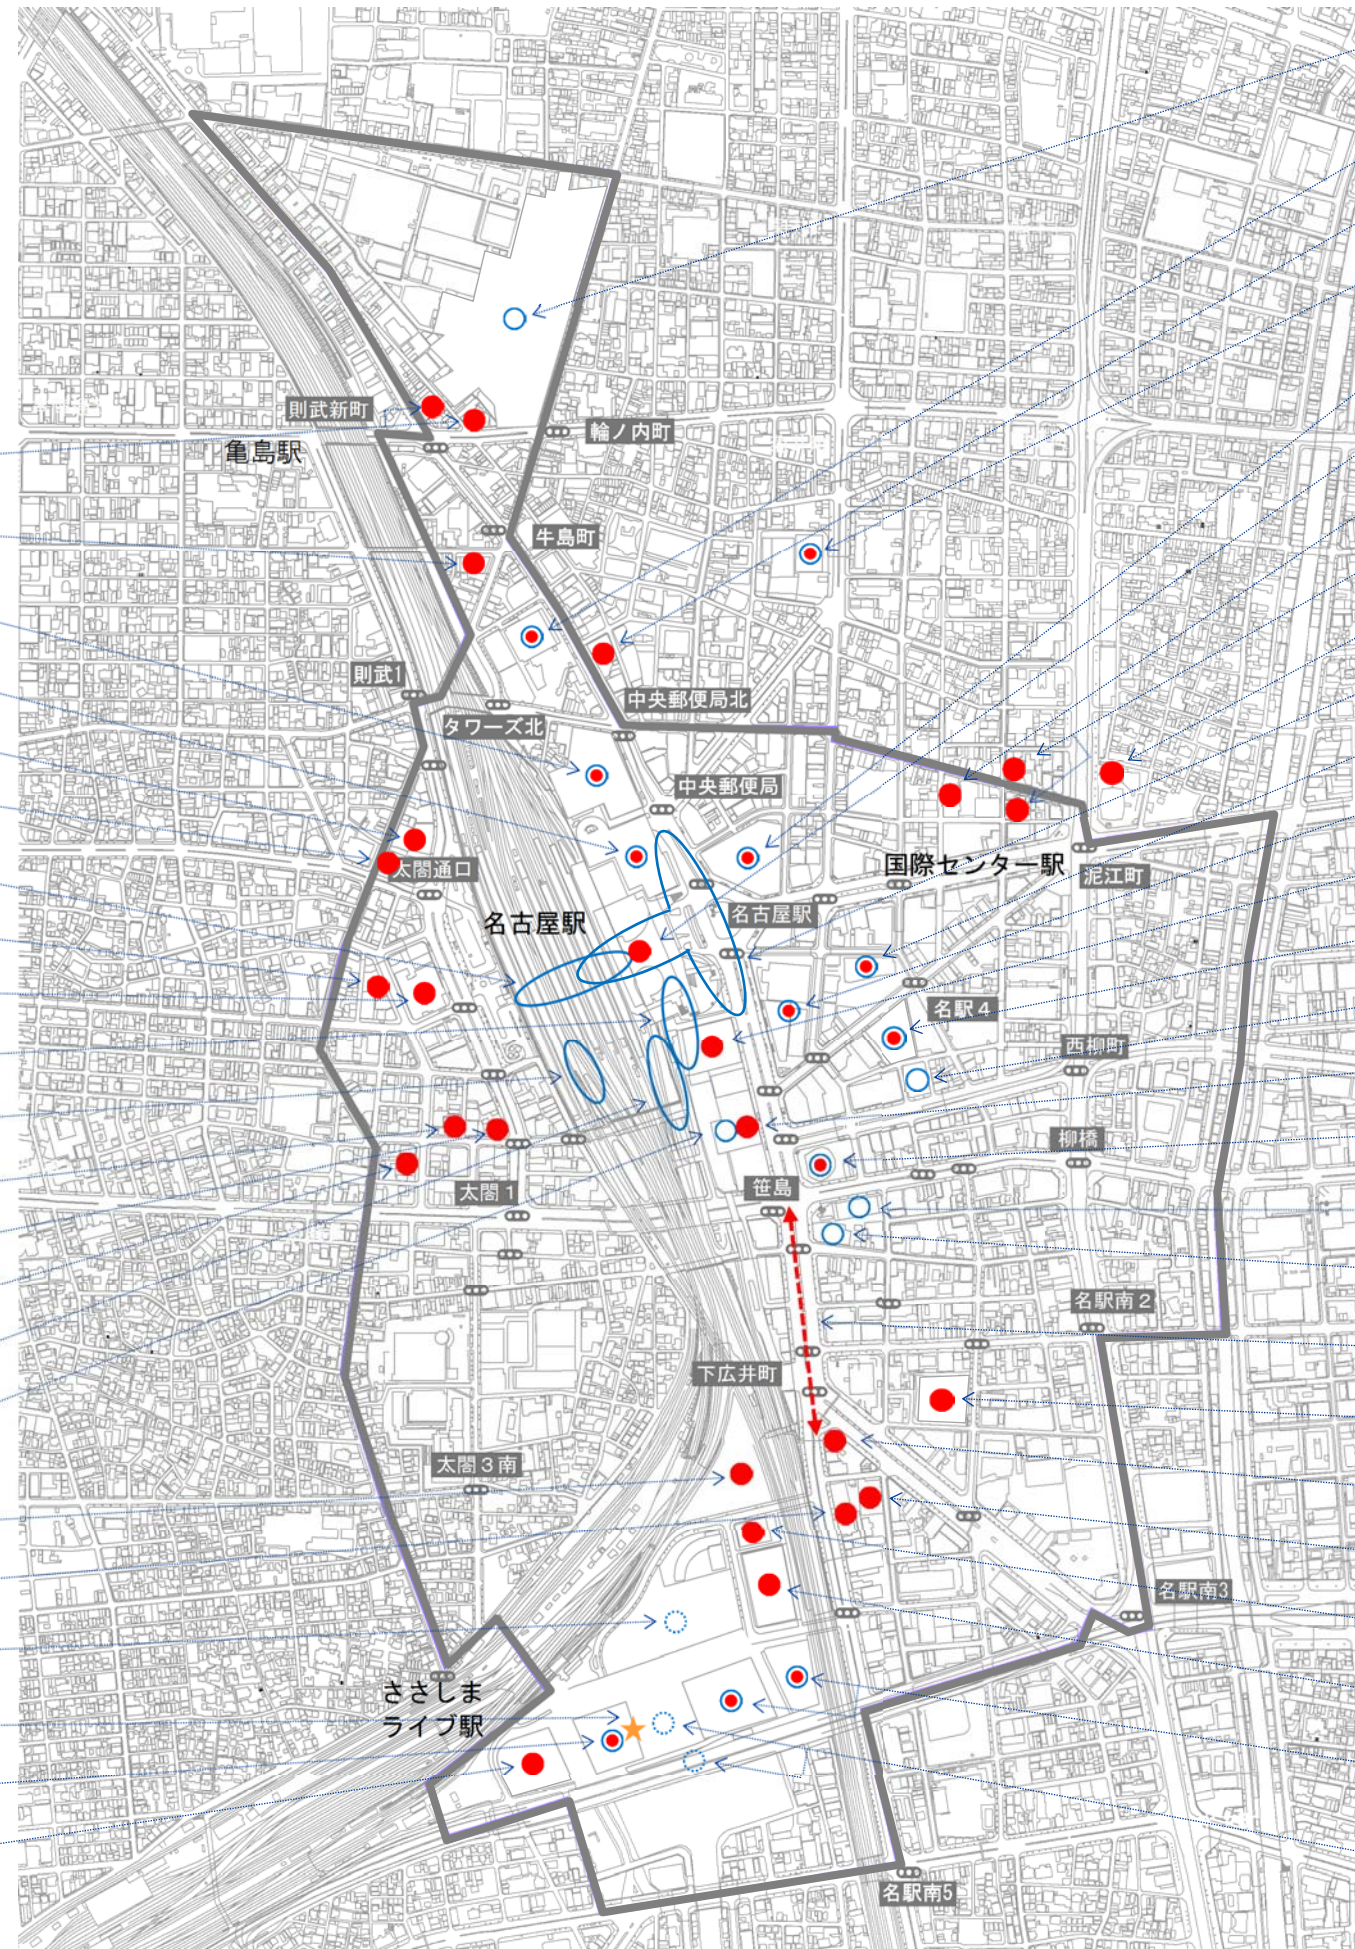 則武新町
輪ノ内町
亀島駅
牛島町
則武1
中央郵便局北
タワーズ北
中央郵便局
国際センター駅
太閤通口
泥江町
名古屋駅
名古屋駅
名駅4
西柳町
柳橋
太閤1
笹島
名駅南2
下広井町
太閤3南
名駅南3
ささしま
ライブ駅
名駅南5